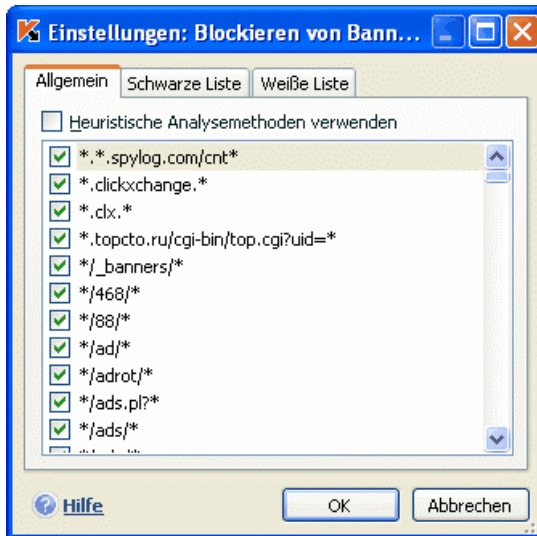 Einstellungen: Blockieren von Bann...
Allgemein Schwarze Liste Weiße Liste
Heuristische Analysemethoden verwenden
*.*.spylog.com/cnt*
*.clickxchange.*
*.clx.*
*.topcto.ru/cgi-bin/top.cgi?uid=*
*/_banners/*
*/468/*
*/88/*
*/ad/*
*/adrot/*
*/ads.pl?*
*/ads/*
Hilfe OK Abbrechen